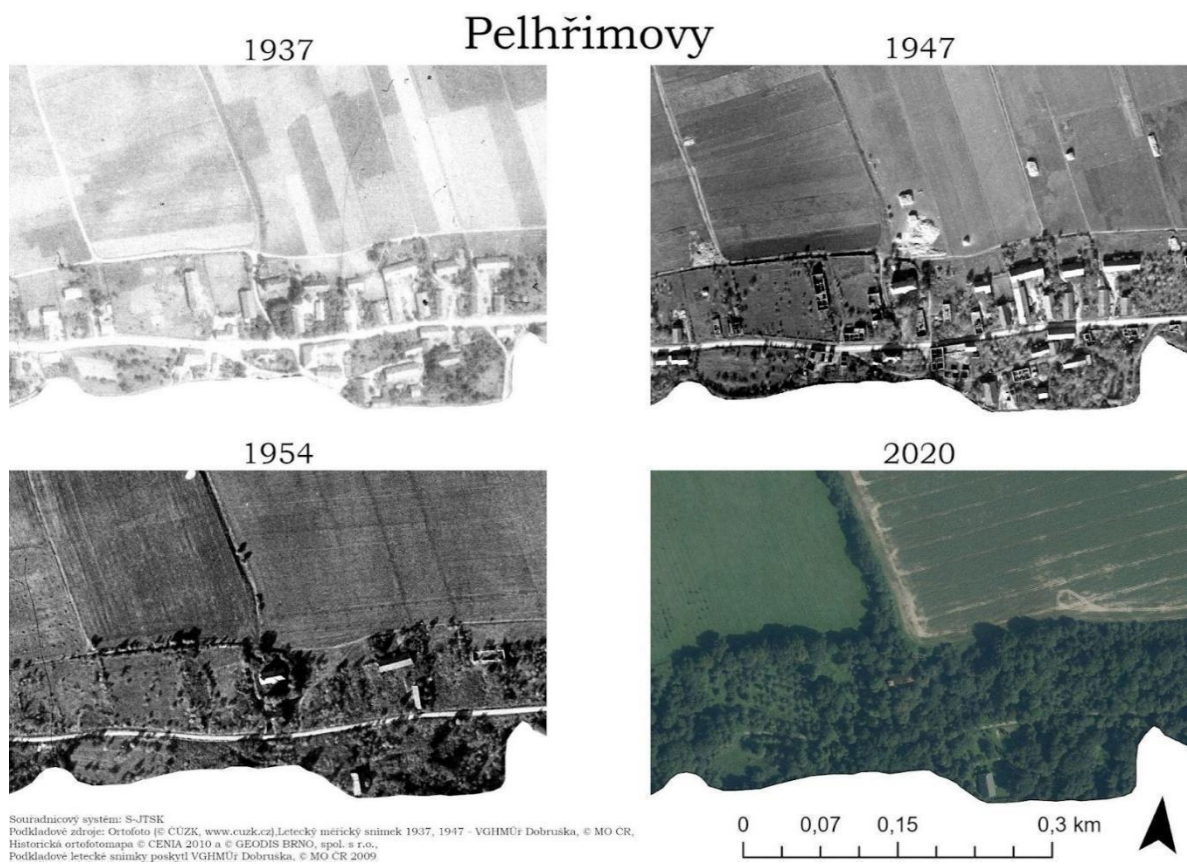 Pelhřimovy
1937
1947
1954
2020
Souřadnicový systém: S-JTSK
Podkladové zdroje: Ortofoto (© ČÚZK, www.cuzk.cz),Letecký měřický snímek 1937, 1947 - VGHMÚř Dobruška, © MO ČR,
Historická ortofotomapa © CENIA 2010 a © GEODIS BRNO, spol. s r.o.,
Podkladové letecké snímky poskytl VGHMÚř Dobruška, © MO ČR 2009
0 0,07 0,15 0,3 km